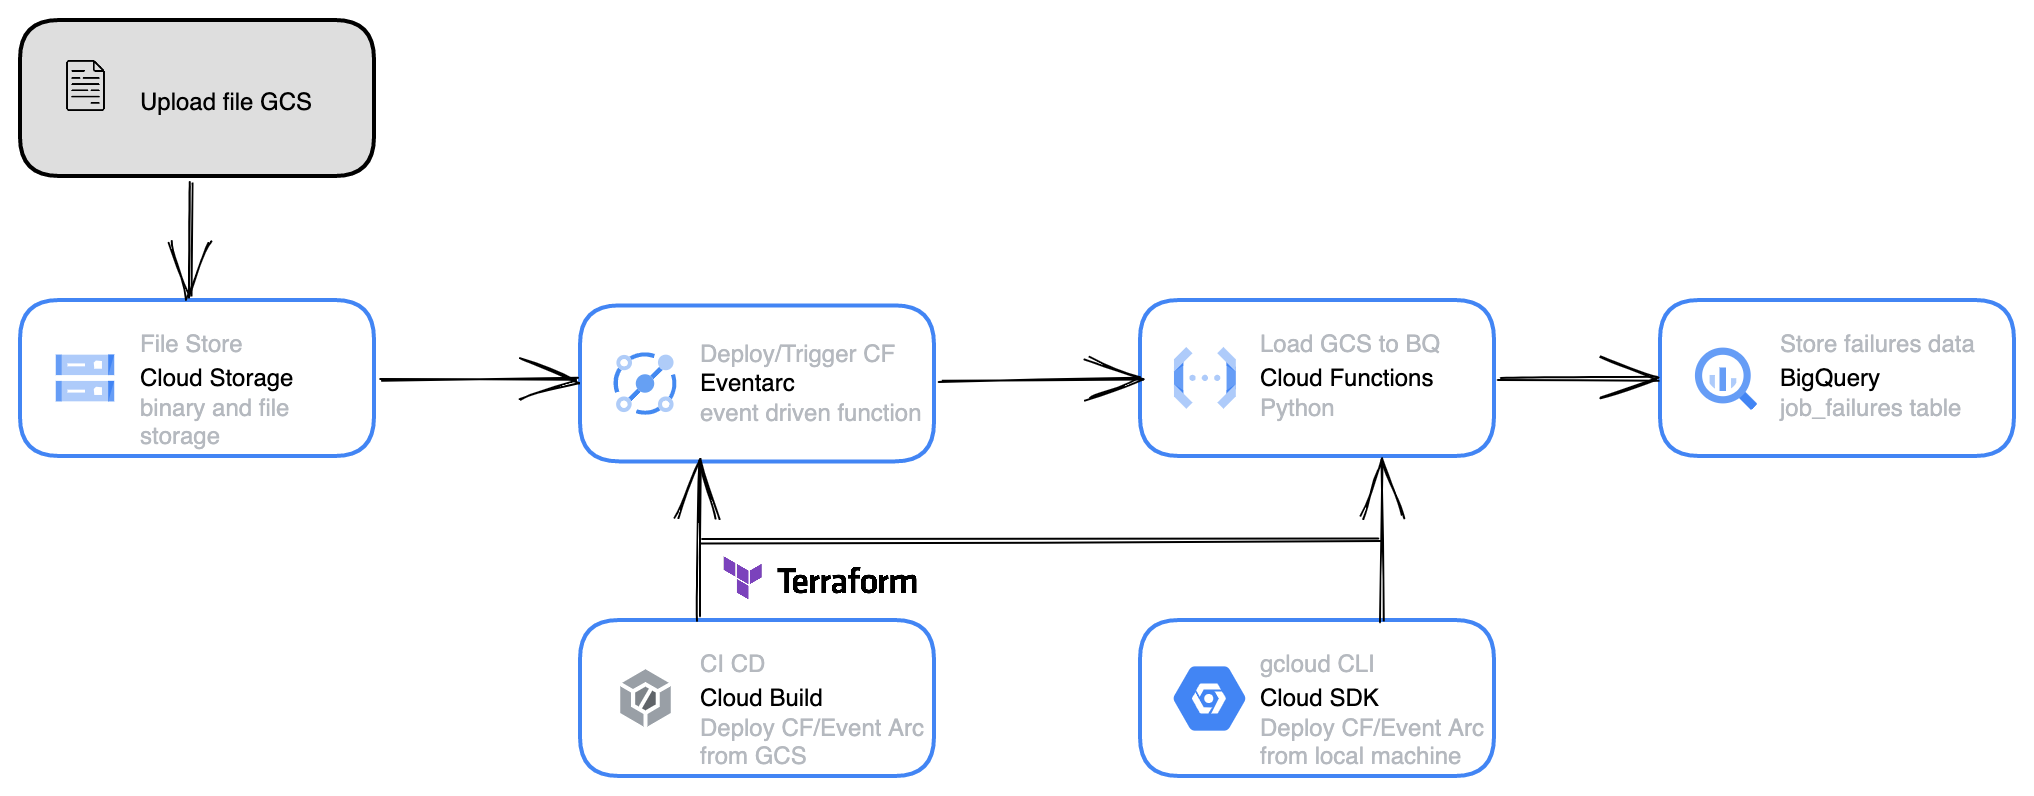 Upload file GCS
File Store
Cloud Storage
binary and file
storage
Deploy/Trigger CF
Eventarc
event driven function
Load GCS to BQ
Cloud Functions
Python
Store failures data
BigQuery
job_failures table
Terraform
CI CD
Cloud Build
Deploy CF/Event Arc
from GCS
gcloud CLI
Cloud SDK
Deploy CF/Event Arc
from local machine